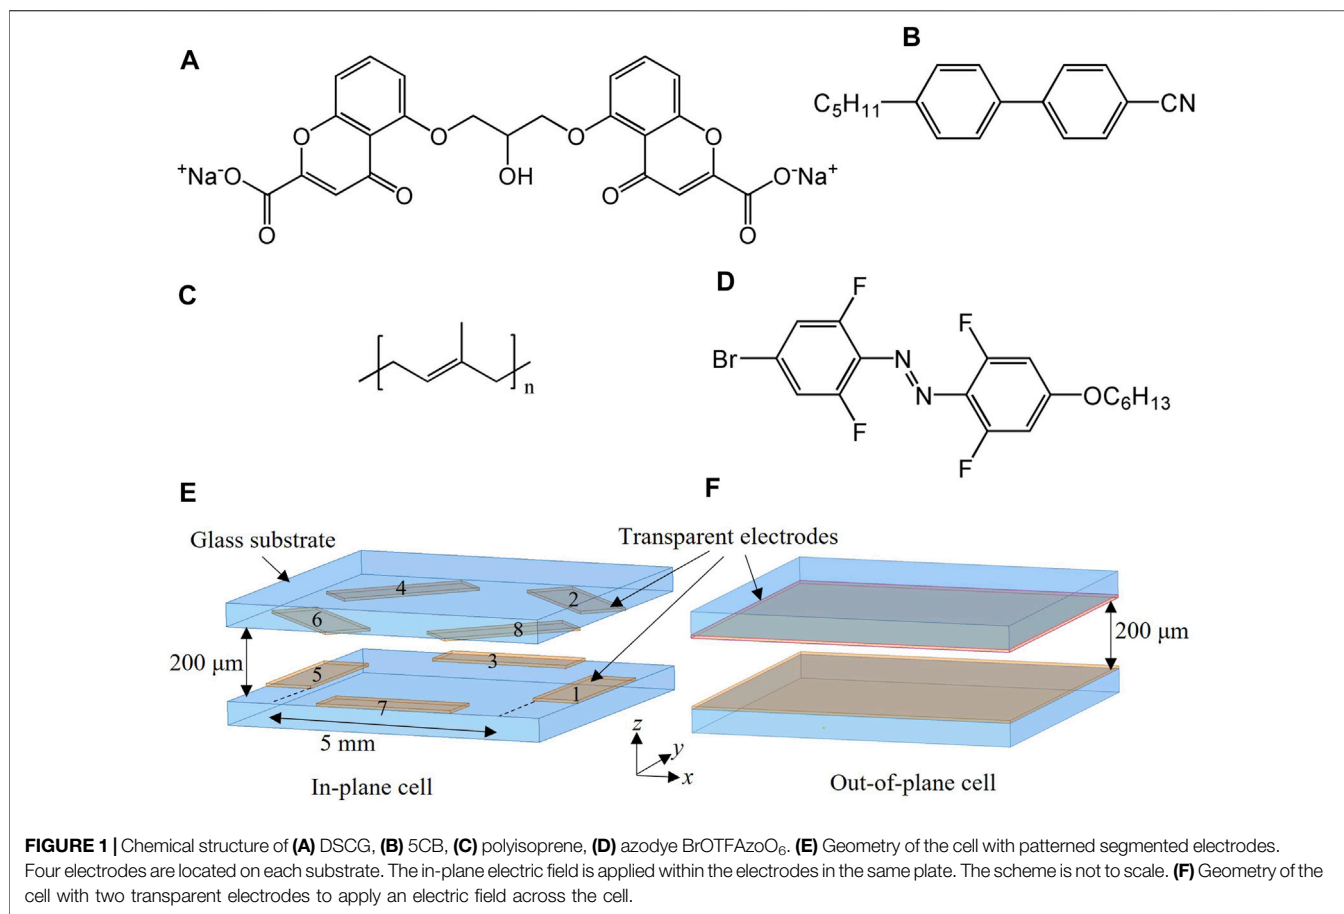 A
O
O
O
O
OH
O
O
⁺Na⁻O
O
O⁻Na⁺
O
B
C₅H₁₁
CN
C
n
D
F
F
Br
N
N
F
F
OC₆H₁₃
E
Glass substrate
4
2
6
8
200 μm
3
5
1
7
5 mm
In-plane cell
Transparent electrodes
z
y
x
F
200 μm
Out-of-plane cell
FIGURE 1 | Chemical structure of (A) DSCG, (B) 5CB, (C) polyisoprene, (D) azodye BrOTFAzoO₆. (E) Geometry of the cell with patterned segmented electrodes.
Four electrodes are located on each substrate. The in-plane electric field is applied within the electrodes in the same plate. The scheme is not to scale. (F) Geometry of the
cell with two transparent electrodes to apply an electric field across the cell.